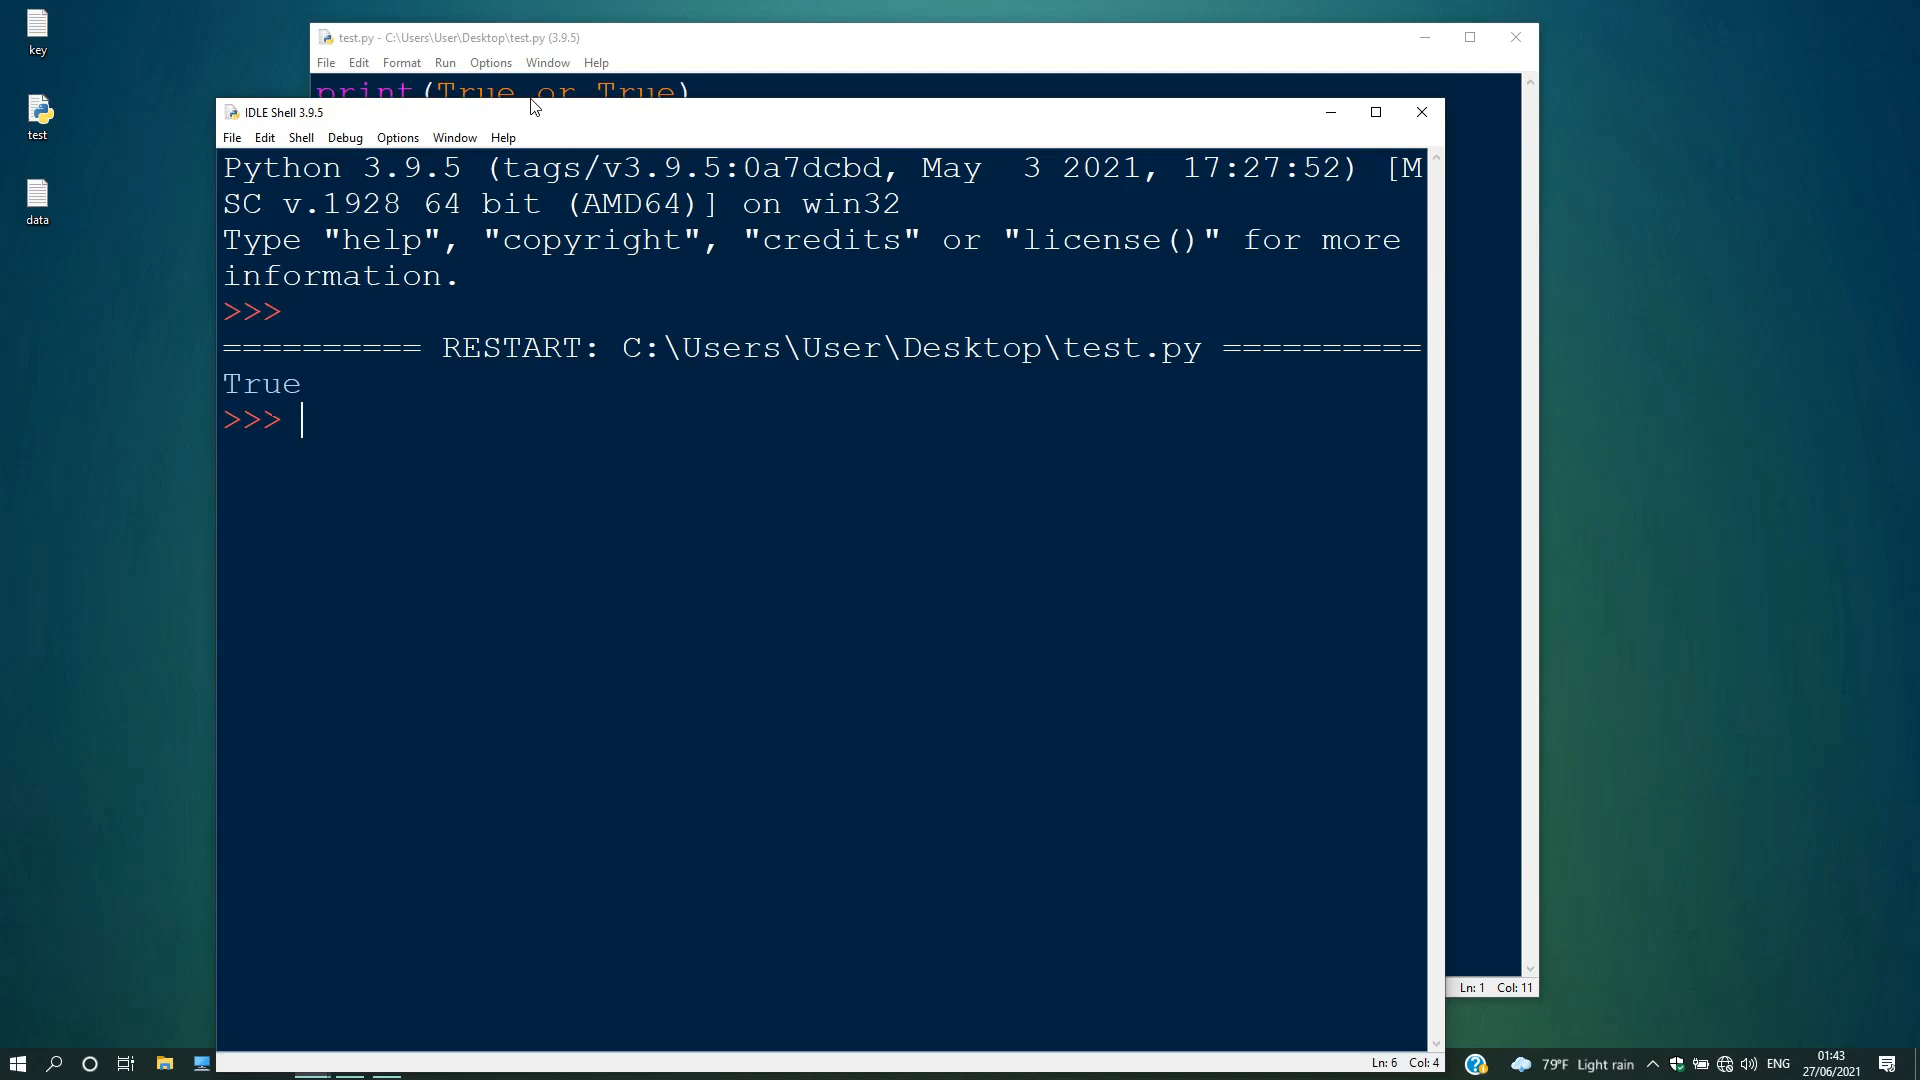 key
test
data
test.py - C:\Users\User\Desktop\test.py (3.9.5)
File Edit Format Run Options Window Help
print(True or True)
IDLE Shell 3.9.5
File Edit Shell Debug Options Window Help
Python 3.9.5 (tags/v3.9.5:0a7dcbd, May  3 2021, 17:27:52) [M
SC v.1928 64 bit (AMD64)] on win32
Type "help", "copyright", "credits" or "license()" for more
information.
>>>
========== RESTART: C:\Users\User\Desktop\test.py ==========
True
>>>
Ln: 1 Col: 11
Ln: 6 Col: 4
79°F Light rain
ENG
01:43
27/06/2021